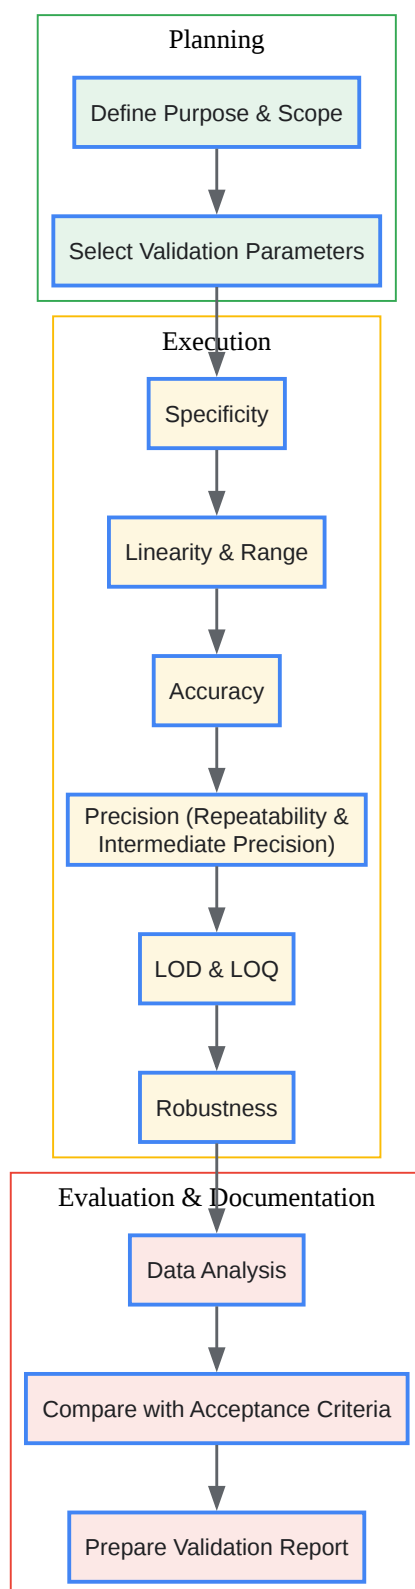 Planning
Define Purpose & Scope
Select Validation Parameters
Execution
Specificity
Linearity & Range
Accuracy
Precision (Repeatability &
Intermediate Precision)
LOD & LOQ
Robustness
Evaluation & Documentation
Data Analysis
Compare with Acceptance Criteria
Prepare Validation Report